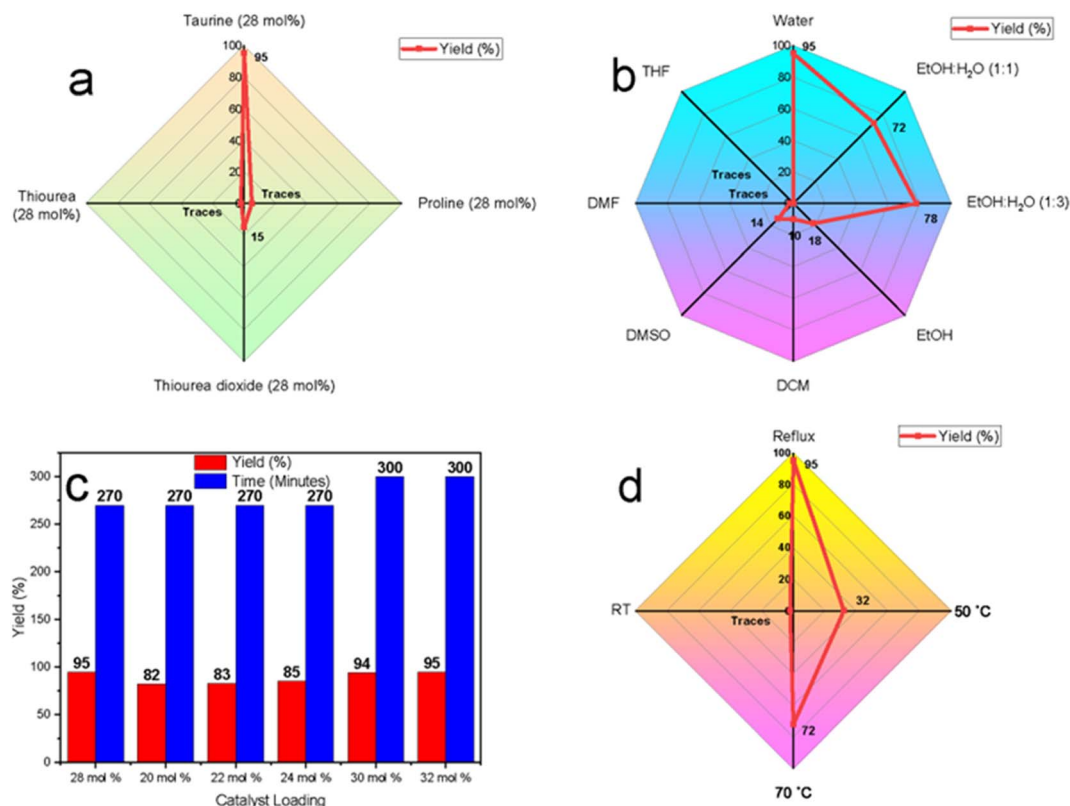 Taurine (28 mol%)
Yield (%)
a
100
95
80
60
40
20
0
Traces
Traces
Thiourea
(28 mol%)
Proline (28 mol%)
15
Thiourea dioxide (28 mol%)
Water
Yield (%)
b
100
95
THF
EtOH:H₂O (1:1)
80
60
40
20
72
Traces
Traces
DMF
EtOH:H₂O (1:3)
78
14
10
18
DMSO
EtOH
DCM
c
Yield (%)
Time (Minutes)
300
250
200
150
100
50
0
Yield (%)
270
270
270
270
300
300
95
82
83
85
94
95
28 mol %
20 mol %
22 mol %
24 mol %
30 mol %
32 mol %
Catalyst Loading
Reflux
Yield (%)
d
100
95
80
60
40
20
0
RT
Traces
32
50 °C
72
70 °C